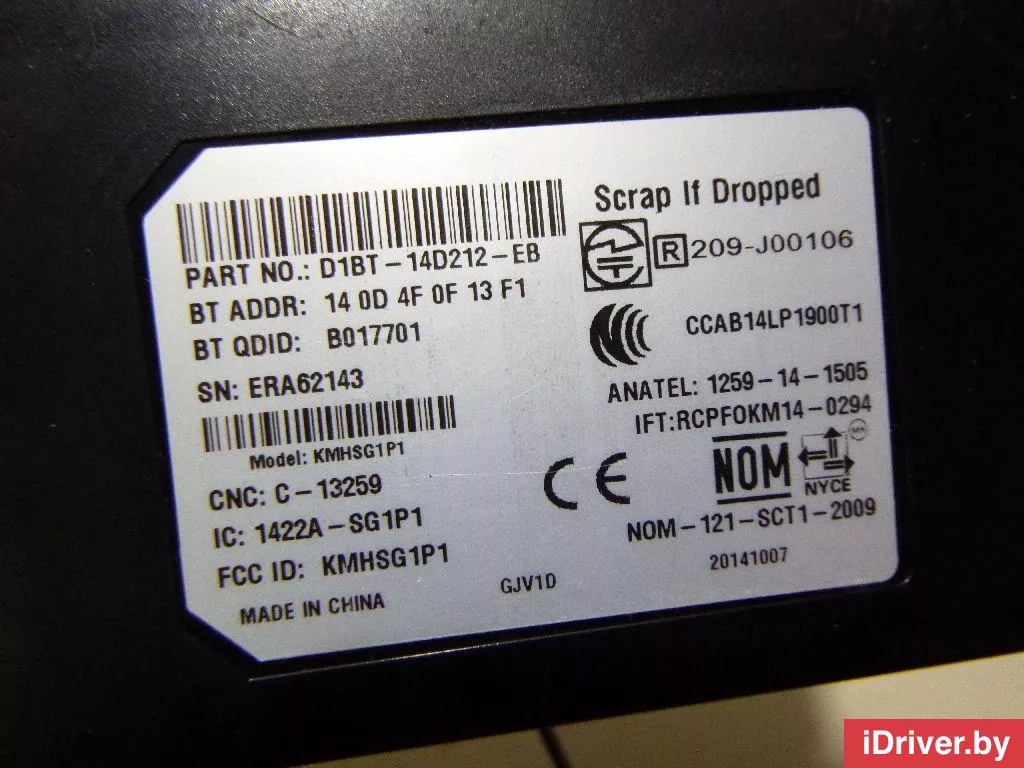 PART NO.: D1BT-14D212-EB
BT ADDR: 14 0D 4F 0F 13 F1
BT QDID: B017701
SN: ERA62143
Model: KMHSG1P1
CNC: C-13259
IC: 1422A-SG1P1
FCC ID: KMHSG1P1
MADE IN CHINA
GJV1D
Scrap If Dropped
R 209-J00106
CCAB14LP1900T1
ANATEL: 1259-14-1505
IFT:RCPFOKM14-0294
CE
NOM
NYCE
NOM-121-SCT1-2009
20141007
iDriver.by